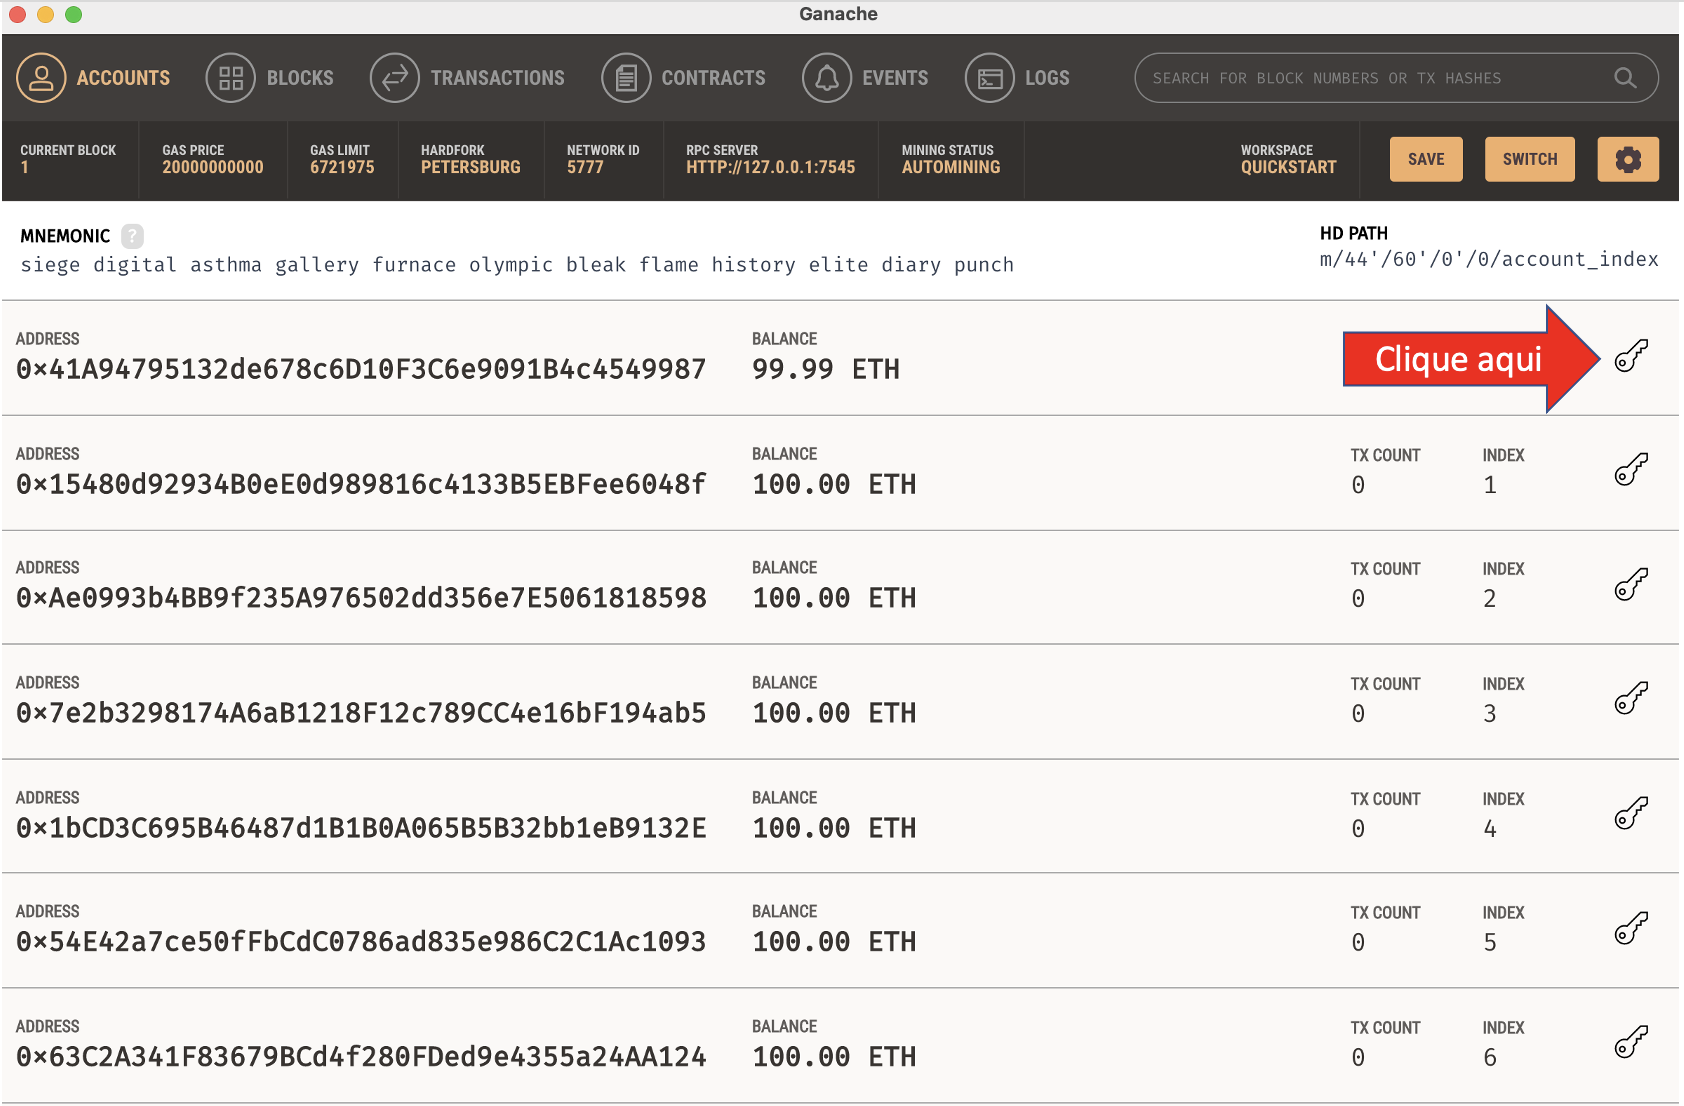 Ganache
ACCOUNTS BLOCKS TRANSACTIONS CONTRACTS EVENTS LOGS SEARCH FOR BLOCK NUMBERS OR TX HASHES
CURRENT BLOCK GAS PRICE GAS LIMIT HARDFORK NETWORK ID RPC SERVER MINING STATUS WORKSPACE
1 20000000000 6721975 PETERSBURG 5777 HTTP://127.0.0.1:7545 AUTOMINING QUICKSTART SAVE SWITCH
MNEMONIC ? HD PATH
siege digital asthma gallery furnace olympic bleak flame history elite diary punch m/44'/60'/0'/0/account_index
ADDRESS BALANCE
0×41A94795132de678c6D10F3C6e9091B4c4549987 99.99 ETH Clique aqui
ADDRESS BALANCE TX COUNT INDEX
0×15480d92934B0eE0d989816c4133B5EBFee6048f 100.00 ETH 0 1
ADDRESS BALANCE TX COUNT INDEX
0×Ae0993b4BB9f235A976502dd356e7E5061818598 100.00 ETH 0 2
ADDRESS BALANCE TX COUNT INDEX
0×7e2b3298174A6aB1218F12c789CC4e16bF194ab5 100.00 ETH 0 3
ADDRESS BALANCE TX COUNT INDEX
0×1bCD3C695B46487d1B1B0A065B5B32bb1eB9132E 100.00 ETH 0 4
ADDRESS BALANCE TX COUNT INDEX
0×54E42a7ce50fFbCdC0786ad835e986C2C1Ac1093 100.00 ETH 0 5
ADDRESS BALANCE TX COUNT INDEX
0×63C2A341F83679BCd4f280FDed9e4355a24AA124 100.00 ETH 0 6